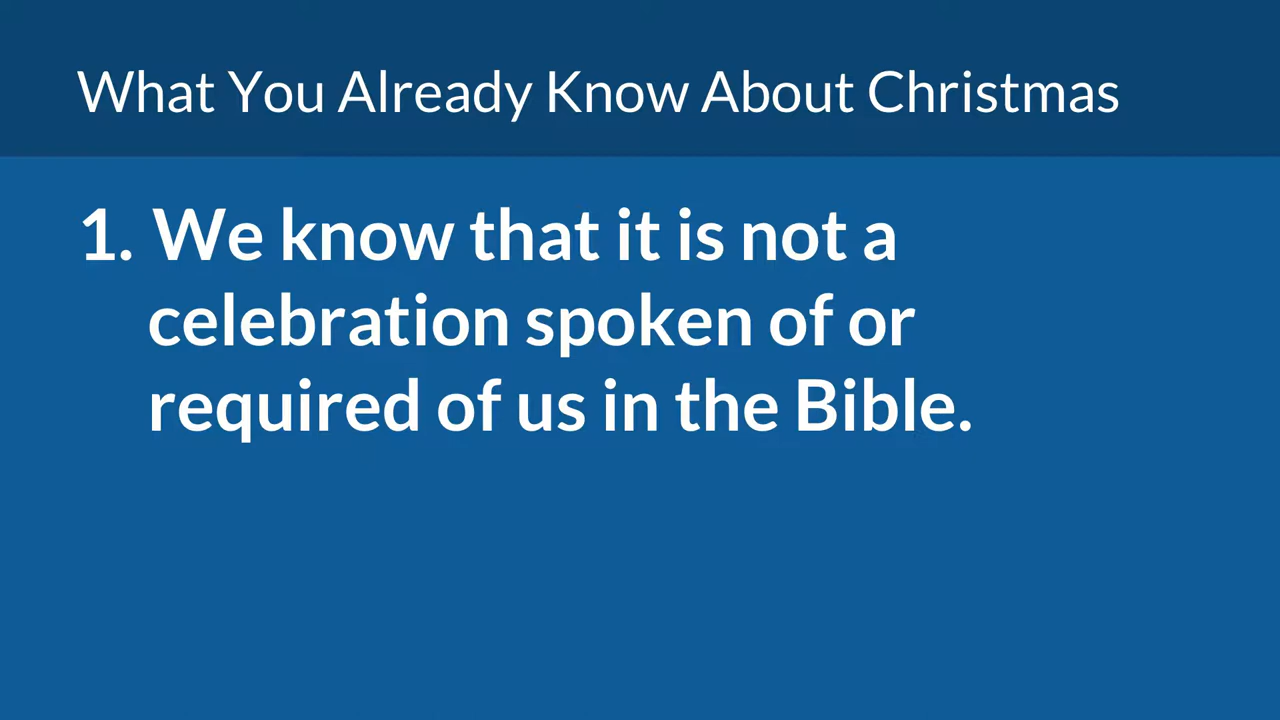 What You Already Know About Christmas
1. We know that it is not a
celebration spoken of or
required of us in the Bible.